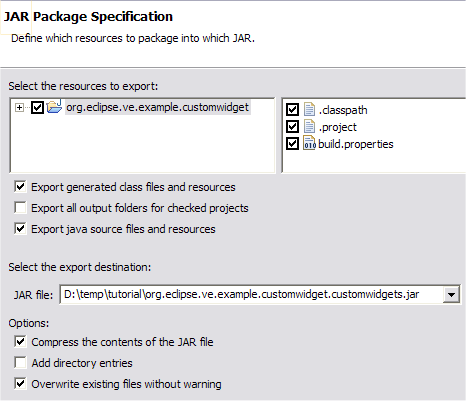 JAR Package Specification
Define which resources to package into which JAR.
Select the resources to export:
org.eclipse.ve.example.customwidget
.classpath
.project
build.properties
Export generated class files and resources
Export all output folders for checked projects
Export java source files and resources
Select the export destination:
JAR file: D:\temp\tutorial\org.eclipse.ve.example.customwidget.customwidgets.jar
Options:
Compress the contents of the JAR file
Add directory entries
Overwrite existing files without warning